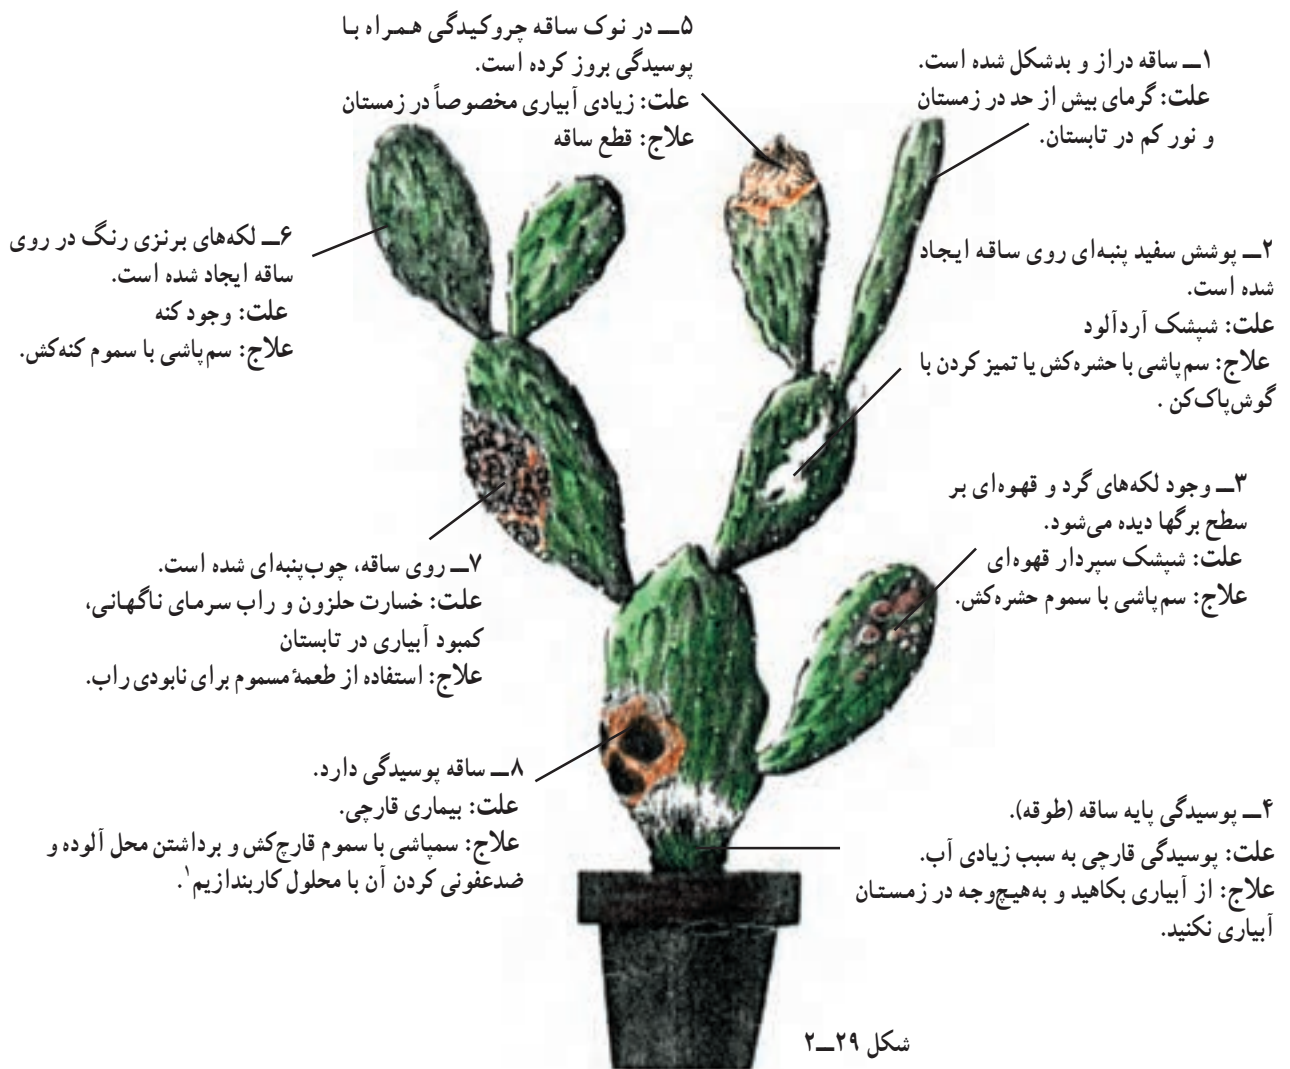 ۱ــ ساقه دراز و بدشکل شده است.
علت: گرمای بیش از حد در زمستان
و نور کم در تابستان.
۲ــ پوشش سفید پنبه‌ای روی ساقه ایجاد
شده است.
علت: شپشک آردآلود
علاج: سم‌پاشی با حشره‌کش یا تمیز کردن با
گوش‌پاک‌کن .
۳ــ وجود لکه‌های گرد و قهوه‌ای بر
سطح برگها دیده می‌شود.
علت: شپشک سپردار قهوه‌ای
علاج: سم‌پاشی با سموم حشره‌کش.
۴ــ پوسیدگی پایه ساقه (طوقه).
علت: پوسیدگی قارچی به سبب زیادی آب.
علاج: از آبیاری بکاهید و به‌هیچ‌وجه در زمستان
آبیاری نکنید.
۵ــ در نوک ساقه چروکیدگی همراه با
پوسیدگی بروز کرده است.
علت: زیادی آبیاری مخصوصاً در زمستان
علاج: قطع ساقه
۶ــ لکه‌های برنزی رنگ در روی
ساقه ایجاد شده است.
علت: وجود کنه
علاج: سم‌پاشی با سموم کنه‌کش.
۷ــ روی ساقه، چوب‌پنبه‌ای شده است.
علت: خسارت حلزون و راب سرمای ناگهانی،
کمبود آبیاری در تابستان
علاج: استفاده از طعمهٔ مسموم برای نابودی راب.
۸ــ ساقه پوسیدگی دارد.
علت: بیماری قارچی.
علاج: سمپاشی با سموم قارچ‌کش و برداشتن محل آلوده و
ضدعفونی کردن آن با محلول کاربندازیم۱.
شکل ۲۹ــ۲